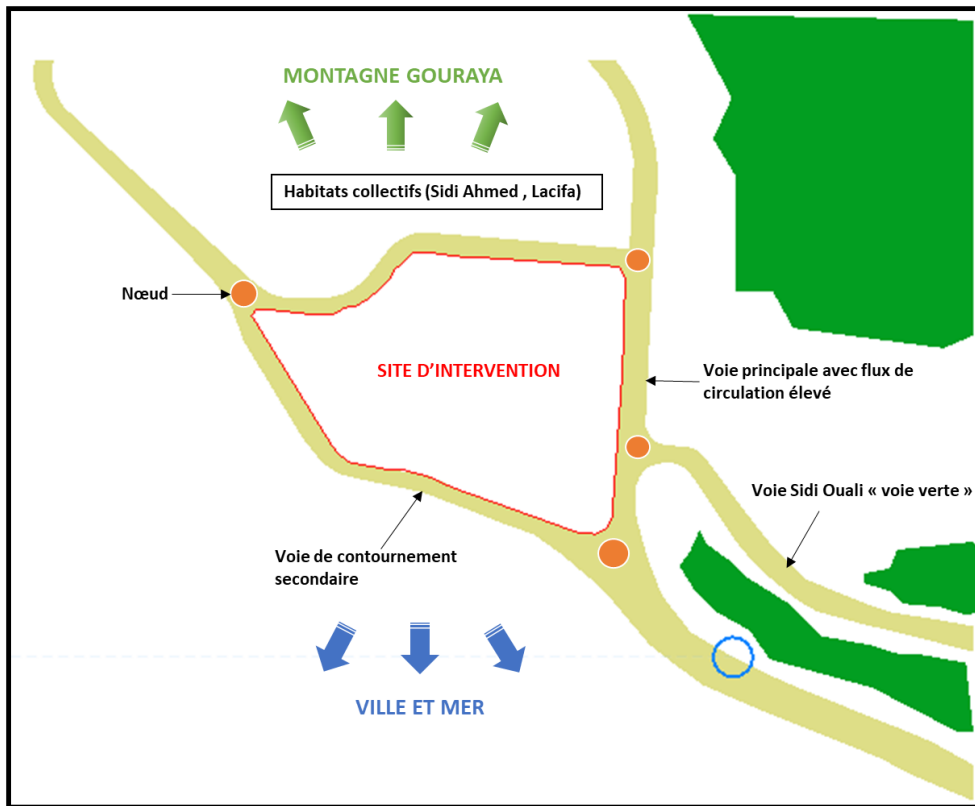 MONTAGNE GOURAYA
Habitats collectifs (Sidi Ahmed , Lacifa)
Nœud
SITE D’INTERVENTION
Voie principale avec flux de
circulation élevé
Voie Sidi Ouali « voie verte »
Voie de contournement
secondaire
VILLE ET MER